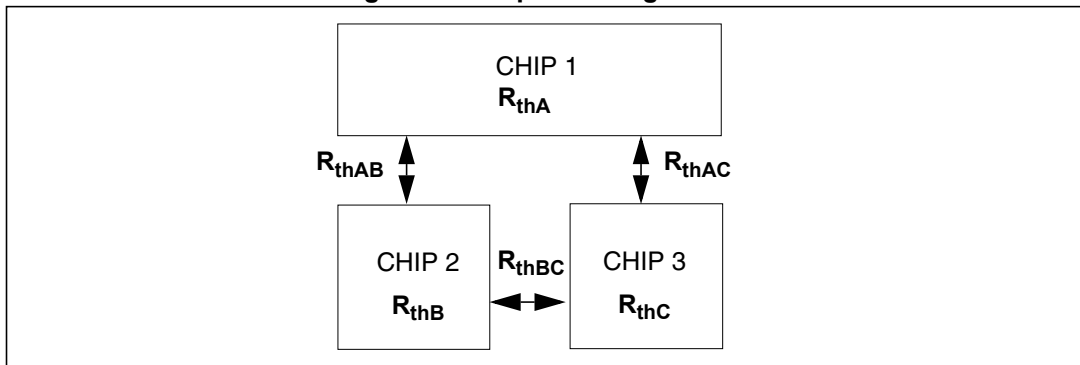 CHIP 1
RthA
RthAB
RthAC
CHIP 2
RthB
RthBC
CHIP 3
RthC